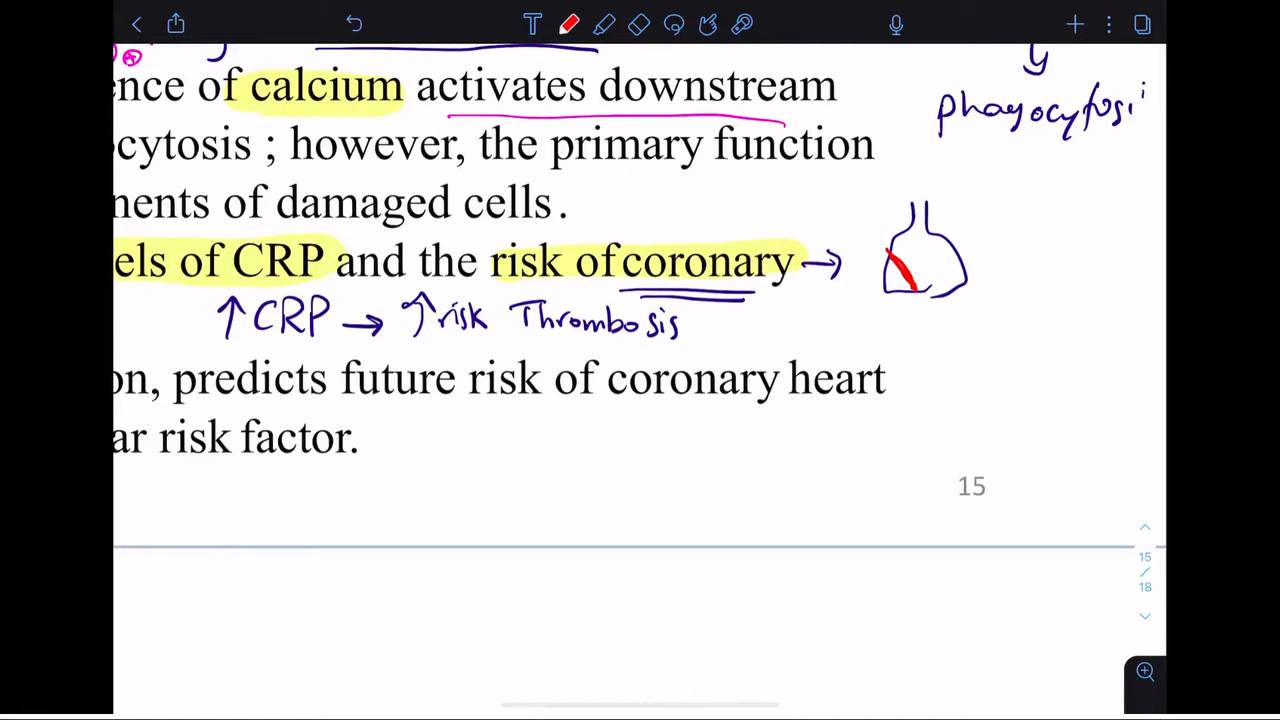 ence of calcium activates downstream
phagocytosi
ocytosis ; however, the primary function
nents of damaged cells.
els of CRP and the risk of coronary →
↑ CRP → ↑ risk Thrombosis
on, predicts future risk of coronary heart
ar risk factor.
15
15
/
18